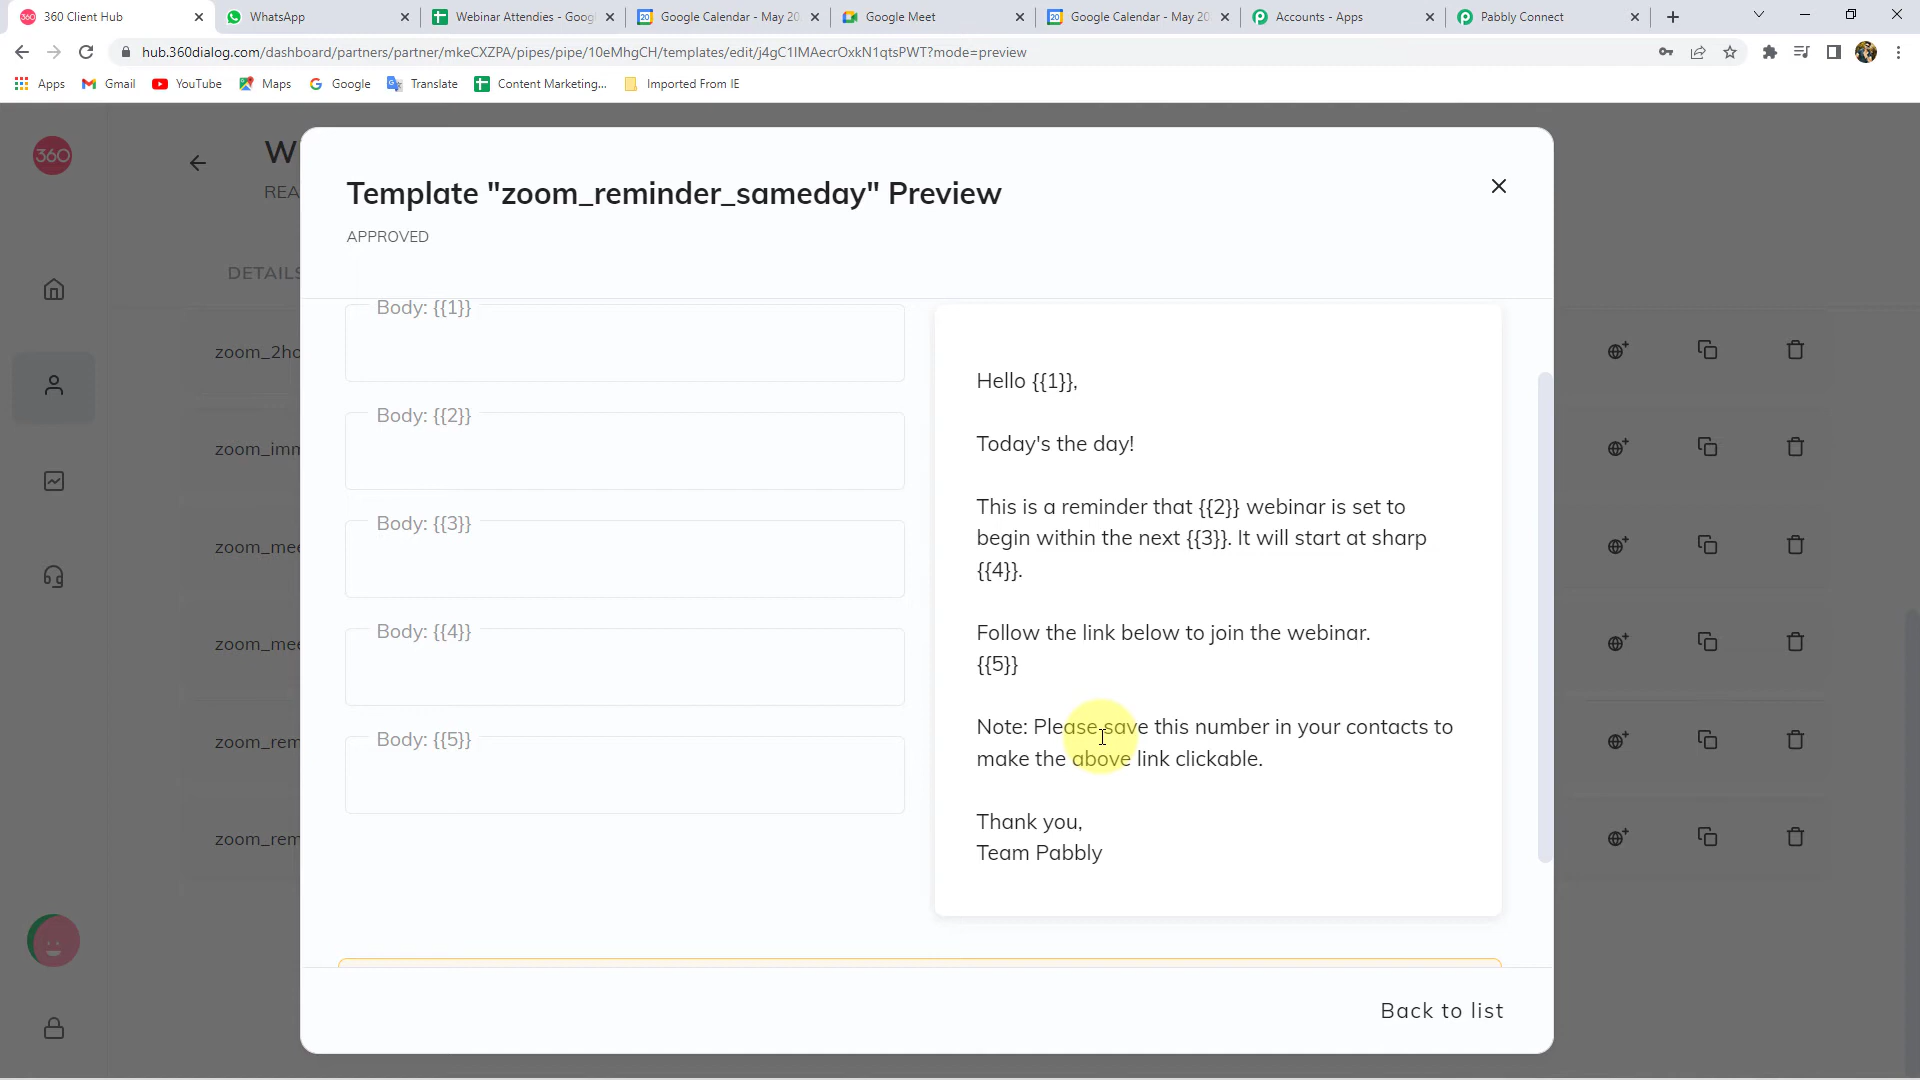 360 Client Hub
WhatsApp
Webinar Attendies - Goog
Google Calendar - May 20
Google Meet
Google Calendar - May 20
Accounts - Apps
Pabbly Connect
hub.360dialog.com/dashboard/partners/partner/mkeCXZPA/pipes/pipe/10eMhgCH/templates/edit/j4gC1IMAecrOxkN1qtsPWT?mode=preview
Apps
Gmail
YouTube
Maps
Google
Translate
Content Marketing...
Imported From IE
360
W
REA
DETAILS
zoom_2ho
zoom_imm
zoom_mee
zoom_mee
zoom_rem
zoom_rem
Template "zoom_reminder_sameday" Preview
APPROVED
Body: {{1}}
Body: {{2}}
Body: {{3}}
Body: {{4}}
Body: {{5}}
Hello {{1}},
Today's the day!
This is a reminder that {{2}} webinar is set to
begin within the next {{3}}. It will start at sharp
{{4}}.
Follow the link below to join the webinar.
{{5}}
Note: Please save this number in your contacts to
make the above link clickable.
Thank you,
Team Pabbly
Back to list